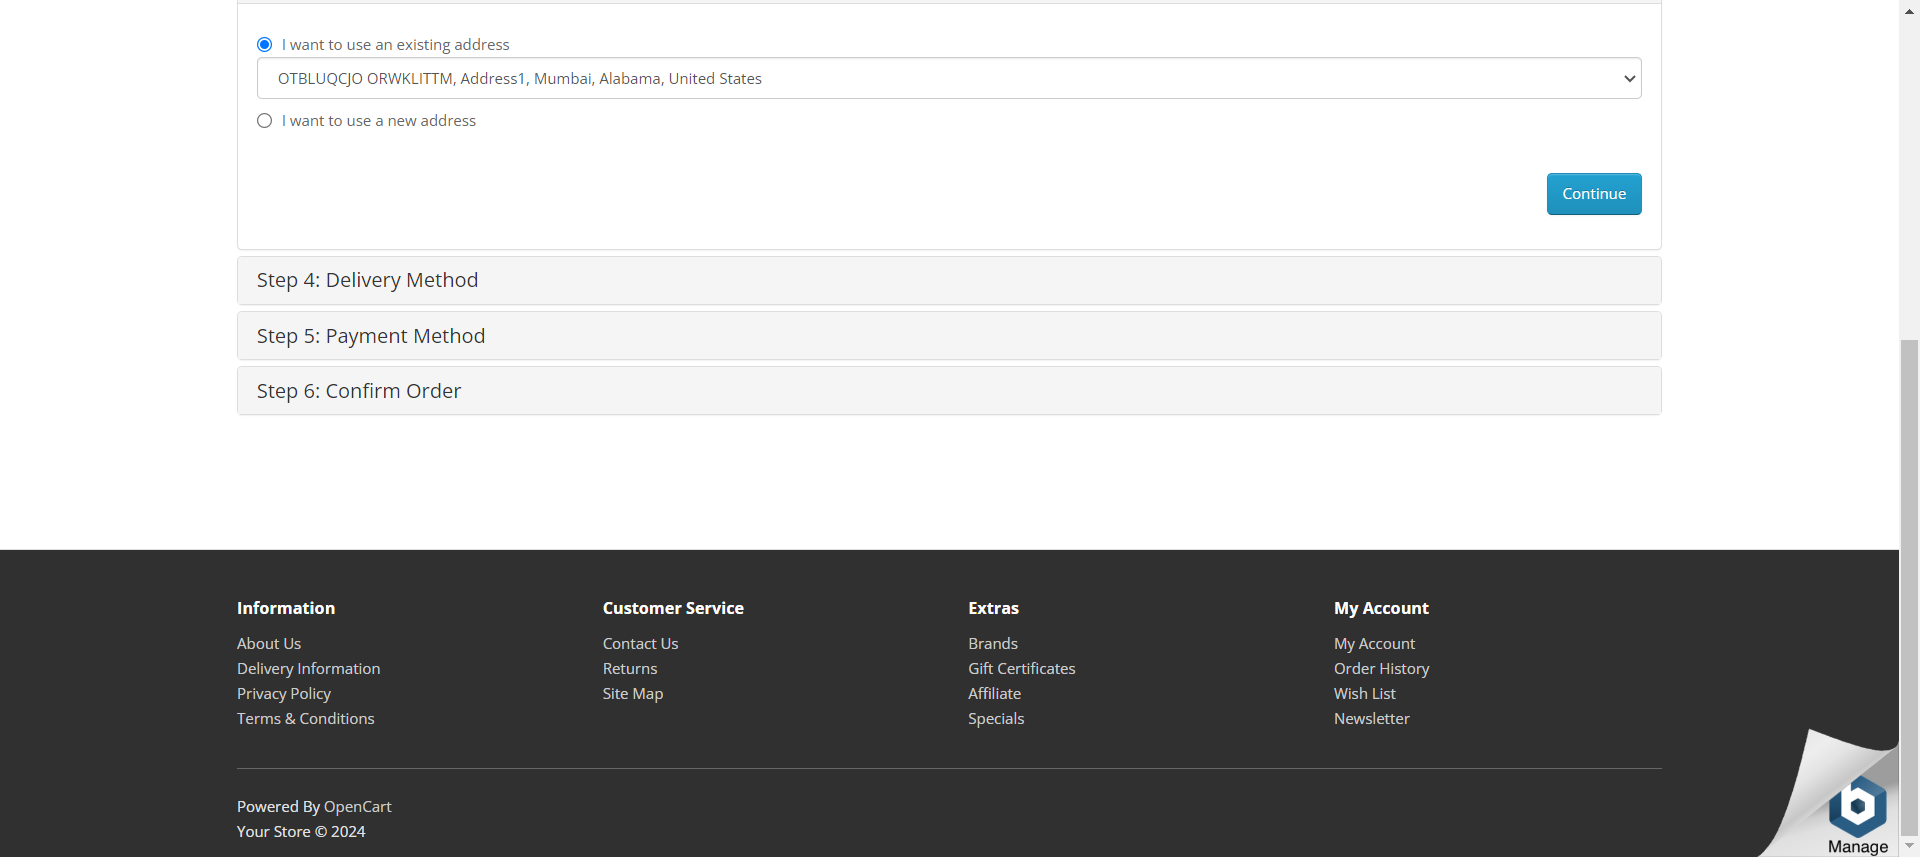 I want to use an existing address
OTBLUQCJO ORWKLITTM, Address1, Mumbai, Alabama, United States
I want to use a new address
Continue
Step 4: Delivery Method
Step 5: Payment Method
Step 6: Confirm Order
Information
About Us
Delivery Information
Privacy Policy
Terms & Conditions
Customer Service
Contact Us
Returns
Site Map
Extras
Brands
Gift Certificates
Affiliate
Specials
My Account
My Account
Order History
Wish List
Newsletter
Powered By OpenCart
Your Store © 2024
b
Manage